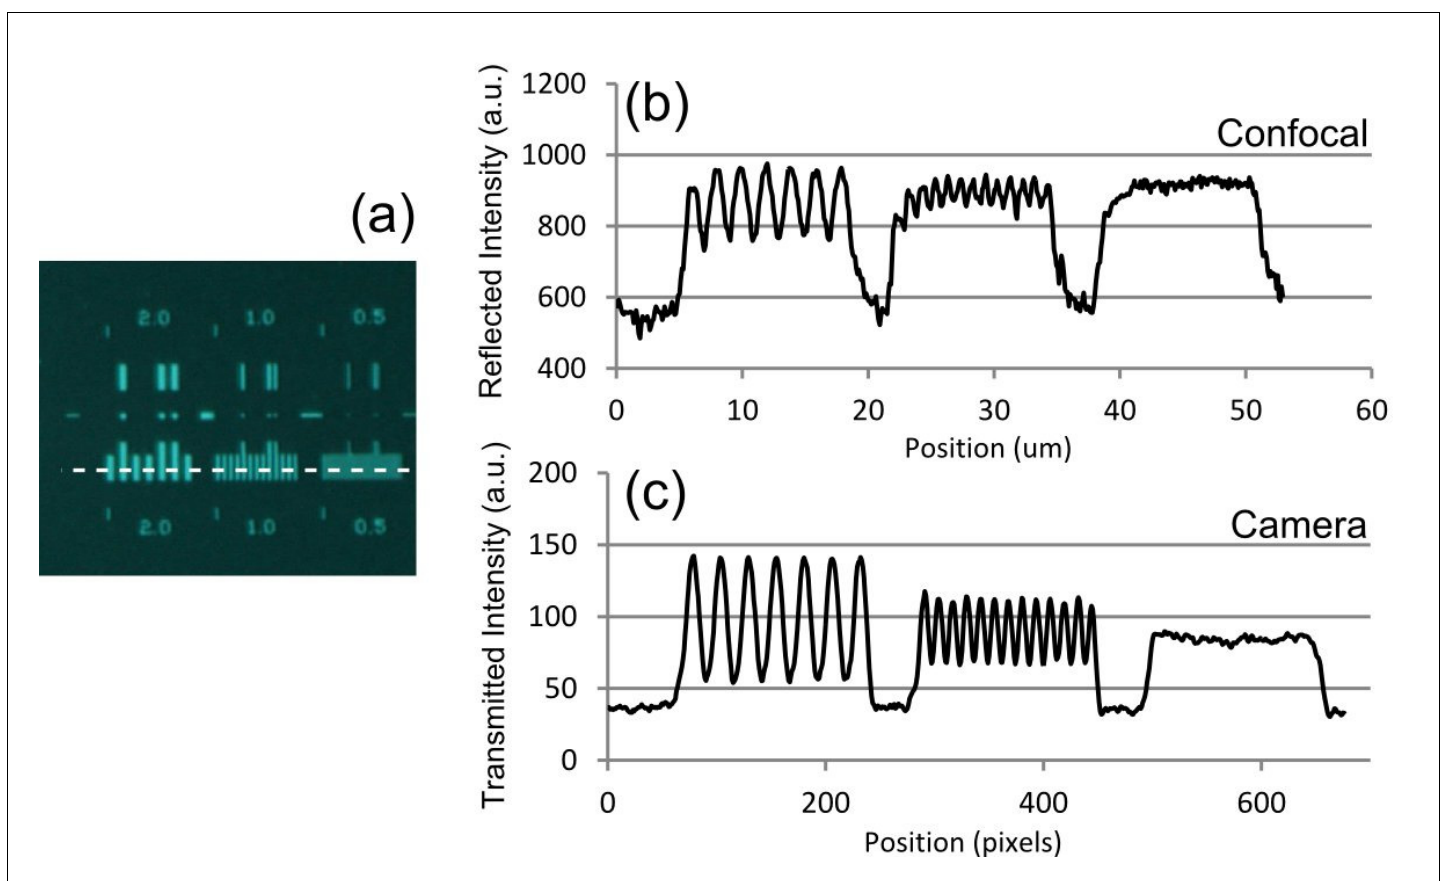 (a)
2.0 1.0 0.5
2.0 1.0 0.5
(b)
Confocal
Reflected Intensity (a.u.)
1200
1000
800
600
400
0 10 20 30 40 50 60
Position (um)
(c)
Camera
Transmitted Intensity (a.u.)
200
150
100
50
0
0 200 400 600
Position (pixels)